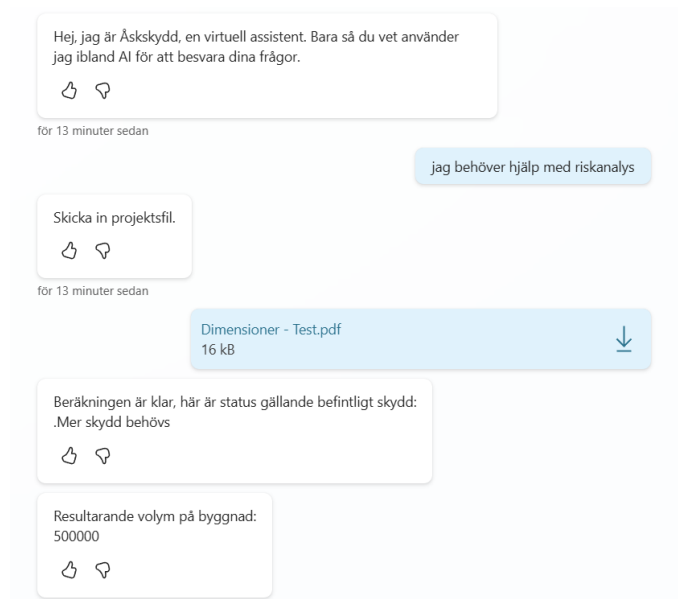 Hej, jag är Åskskydd, en virtuell assistent. Bara så du vet använder
jag ibland AI för att besvara dina frågor.
för 13 minuter sedan
jag behöver hjälp med riskanalys
Skicka in projektsfil.
för 13 minuter sedan
Dimensioner - Test.pdf
16 kB
Beräkningen är klar, här är status gällande befintligt skydd:
.Mer skydd behövs
Resultarande volym på byggnad:
500000